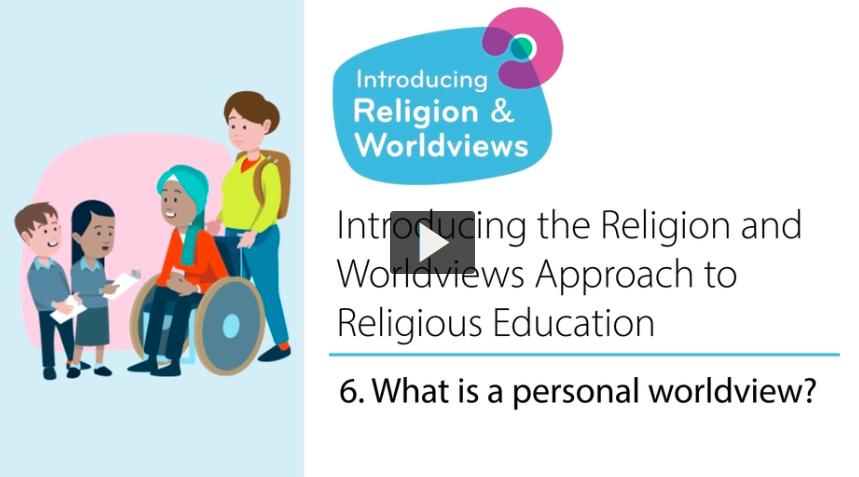 Introducing
Religion &
Worldviews
Introducing the Religion and
Worldviews Approach to
Religious Education
6. What is a personal worldview?